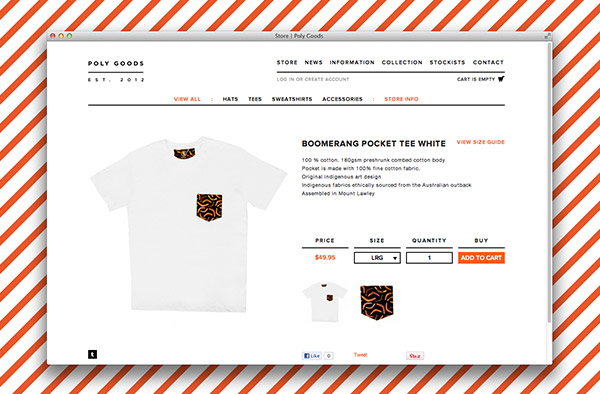 Store | Poly Goods
POLY GOODS
EST. 2012
STORE NEWS INFORMATION COLLECTION STOCKISTS CONTACT
LOG IN OR CREATE ACCOUNT
CART IS EMPTY
VIEW ALL : HATS TEES SWEATSHIRTS ACCESSORIES : STORE INFO
BOOMERANG POCKET TEE WHITE
VIEW SIZE GUIDE
100 % cotton. 180gsm preshrunk combed cotton body
Pocket is made with 100% fine cotton fabric.
Original indigenous art design
Indigenous fabrics ethically sourced from the Australian outback
Assembled in Mount Lawley
PRICE SIZE QUANTITY BUY
$49.95 LRG 1 ADD TO CART
t
f Like 0 Tweet Pin it